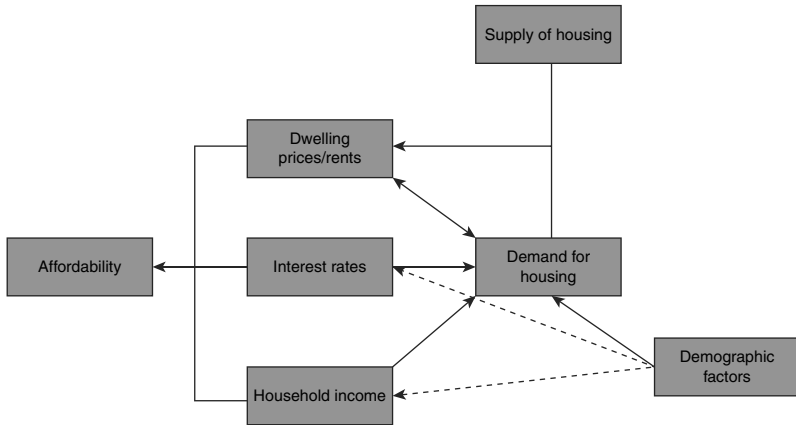 Supply of housing
Dwelling
prices/rents
Affordability
Interest rates
Demand for
housing
Demographic
factors
Household income